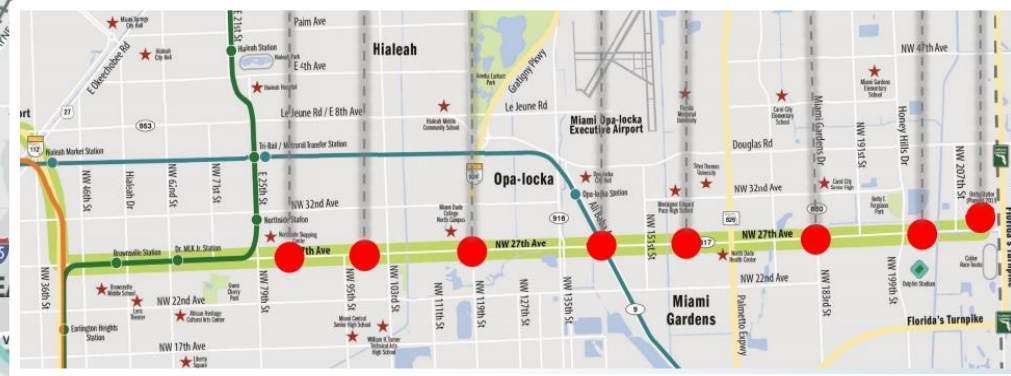 Miami Springs
City Hall
Hialeah
City Hall
E Okeechobee Rd
27
953
112
Hialeah Market Station
E 21st St
Hialeah Station
Palm Ave
E 4th Ave
Hialeah Hospital
Hialeah
Le Jeune Rd / E 8th Ave
Hialeah Middle
Community School
Amelia Earhart
Park
Gratigny Pkwy
Le Jeune Rd
Miami Opa-locka
Executive Airport
Florida
Memorial
University
Carol City
Elementary
School
Miami Gardens Dr
NW 47th Ave
Miami Gardens
Elementary
School
NW 191st St
Honey Hills Dr
NW 207th St
Tri-Rail / Metrorail Transfer Station
NW 46th St
Hialeah Dr
NW 62nd St
NW 71st St
E 25th St
NW 32nd Ave
Northside Station
Northside Shopping
Centre
Miami Dade
College
North Campus
Opa-locka
Opa-locka
City Hall
Opa-locka Station
Ali Baba
916
Saint Thomas
University
Monsignor Edward
Pace High School
Douglas Rd
NW 32nd Ave
826
860
Carol City
Senior High
Betty T.
Ferguson
Park
Unity Station
Florida's Turnpike
Brownsville Station
Dr. MLK Jr. Station
7th Ave
NW 27th Ave
NW 151st St
817
NW 27th Ave
North Dade
Health Center
NW 22nd Ave
Calder
Race Course
Dolphin Stadium
NW 36th St
Brownsville
Middle School
NW 22nd Ave
Lyric
Theater
African Heritage
Cultural Arts Center
Gwen
Cherry
Park
NW 79th St
NW 95th St
NW 103rd St
NW 111th St
NW 119th St
NW 127th St
NW 135th St
9
Miami
Gardens
Palmetto Expwy
NW 183rd St
NW 199th St
Florida's Turnpike
Earlington Heights
Station
NW 17th Ave
Liberty
Square
Miami Central
Senior High School
William H. Turner
Technical Arts
High School